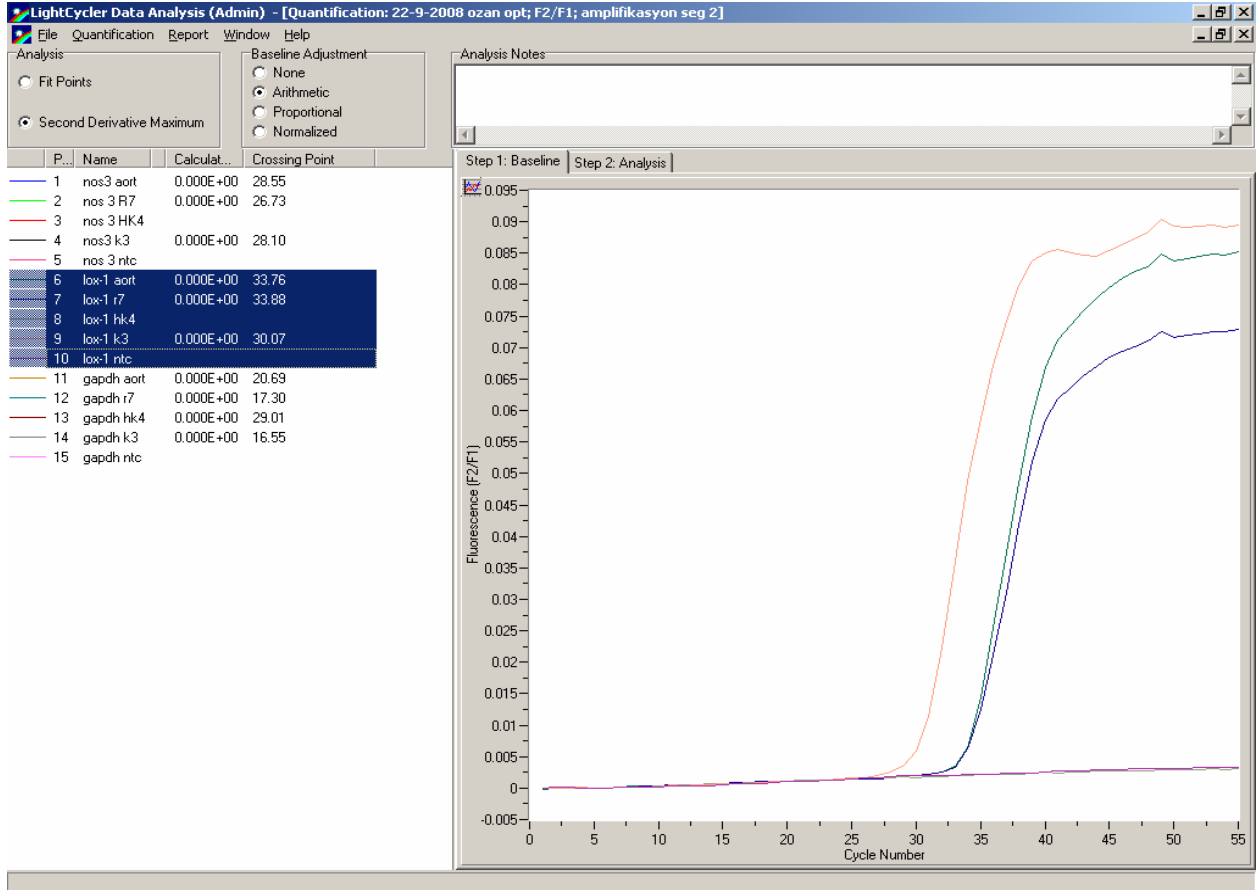 LightCycler Data Analysis (Admin) - [Quantification: 22-9-2008 ozan opt; F2/F1; amplifikasyon seg 2]
File Quantification Report Window Help
Analysis
Fit Points
Second Derivative Maximum
Baseline Adjustment
None
Arithmetic
Proportional
Normalized
Analysis Notes
P... Name Calculat... Crossing Point
1 nos3 aort 0.000E+00 28.55
2 nos 3 R7 0.000E+00 26.73
3 nos 3 HK4
4 nos3 k3 0.000E+00 28.10
5 nos 3 ntc
6 lox-1 aort 0.000E+00 33.76
7 lox-1 r7 0.000E+00 33.88
8 lox-1 hk4
9 lox-1 k3 0.000E+00 30.07
10 lox-1 ntc
11 gapdh aort 0.000E+00 20.69
12 gapdh r7 0.000E+00 17.30
13 gapdh hk4 0.000E+00 29.01
14 gapdh k3 0.000E+00 16.55
15 gapdh ntc
Step 1: Baseline Step 2: Analysis
0.095
0.09
0.085
0.08
0.075
0.07
0.065
0.06
0.055
0.05
0.045
0.04
0.035
0.03
0.025
0.02
0.015
0.01
0.005
0
-0.005
Fluorescence (F2/F1)
0 5 10 15 20 25 30 35 40 45 50 55
Cycle Number